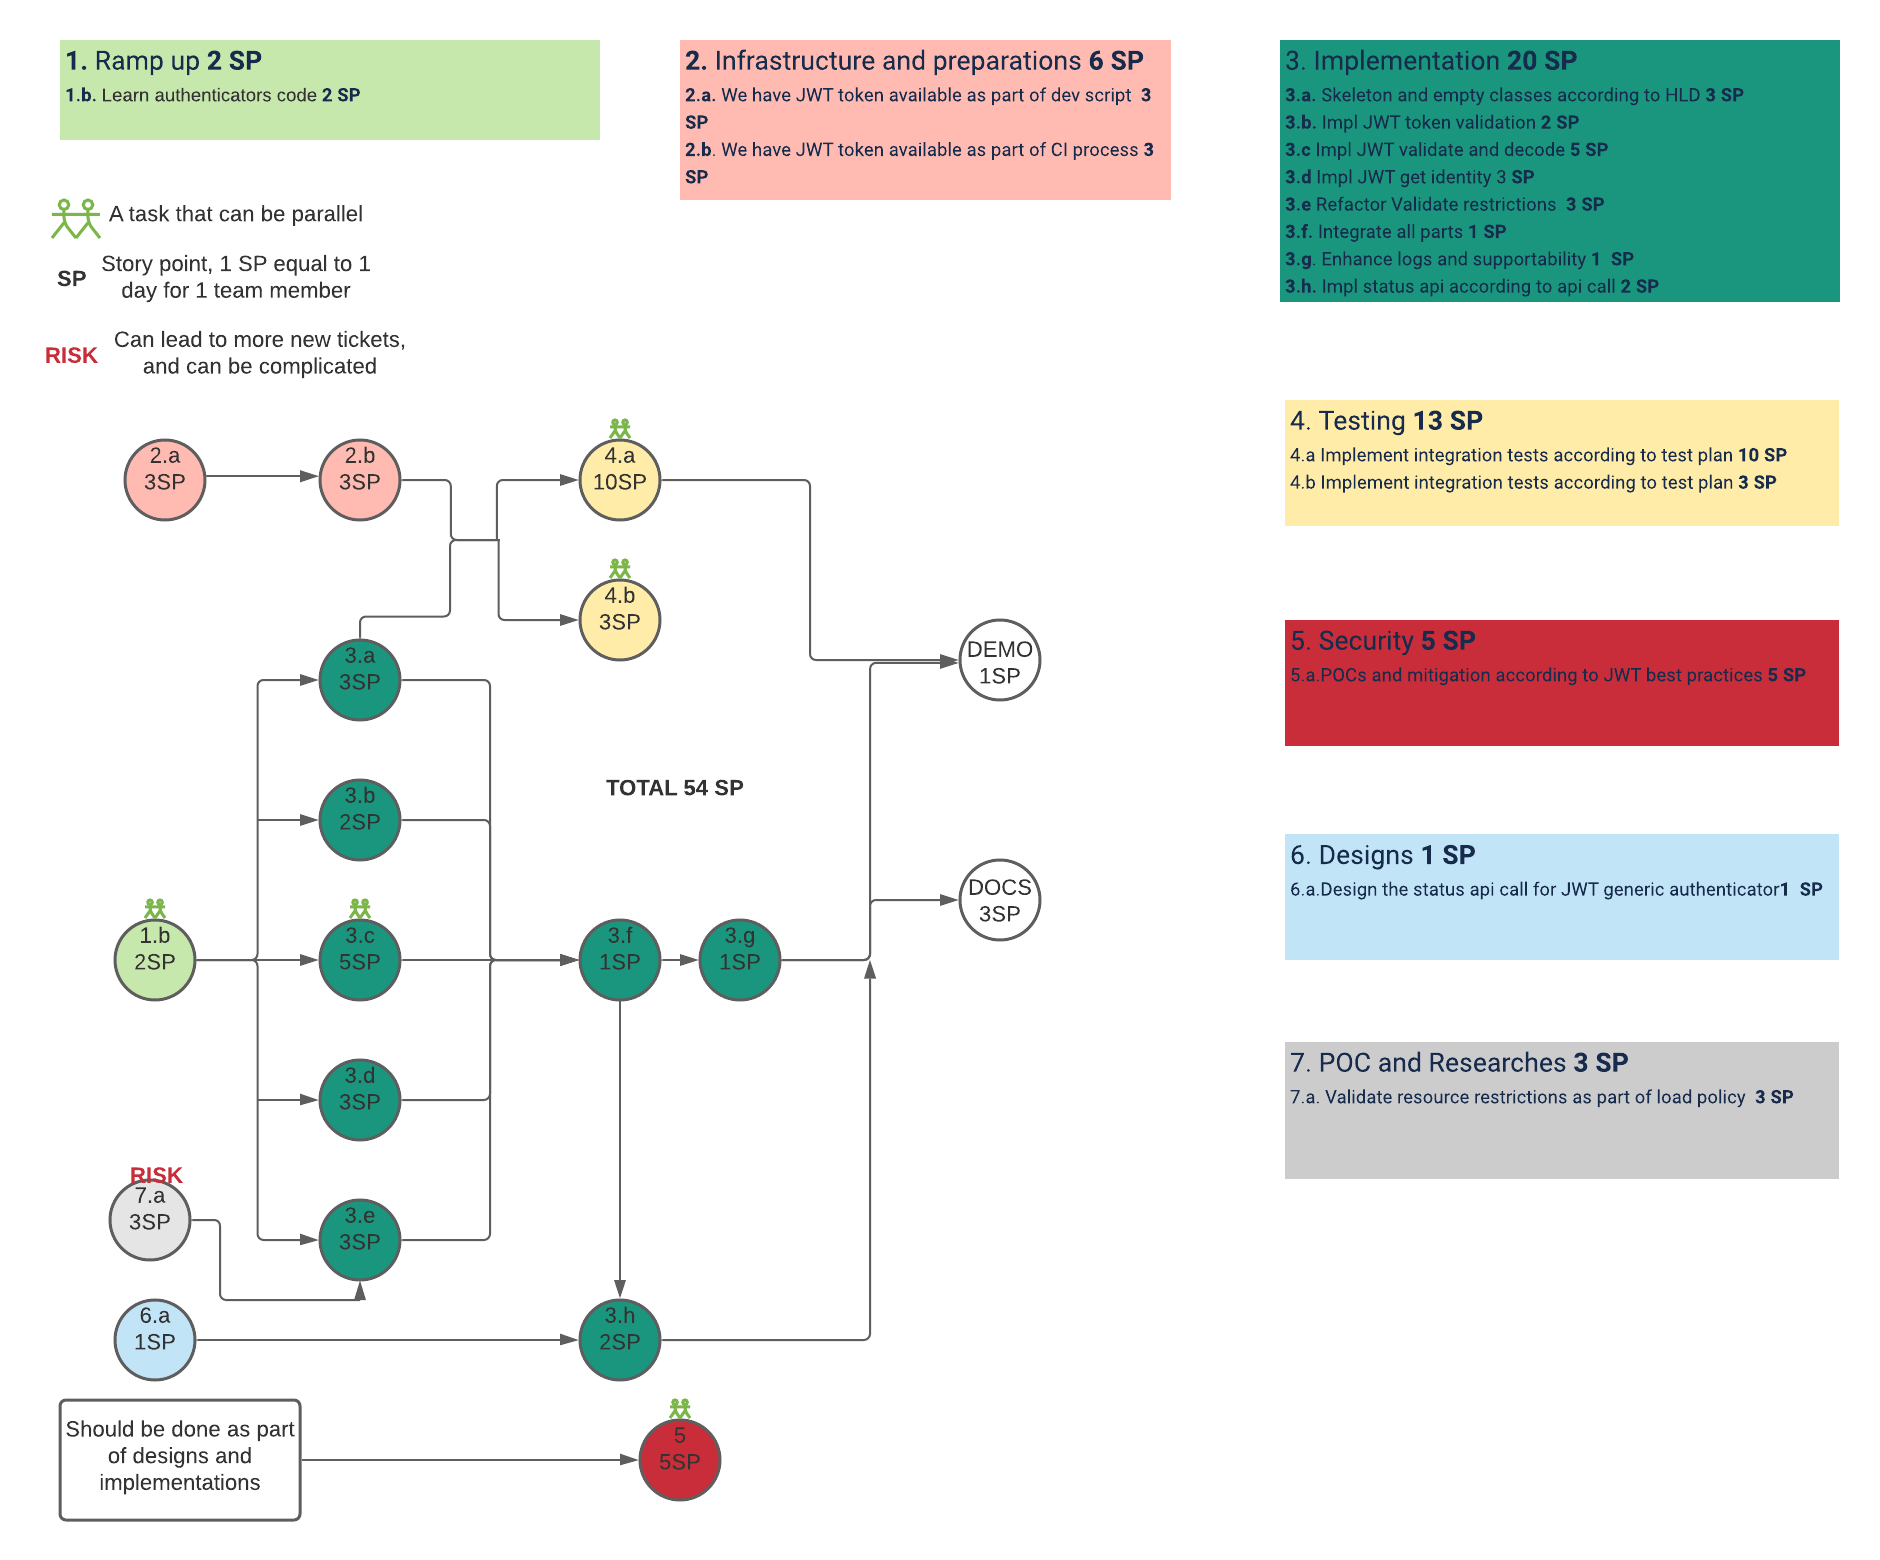 1. Ramp up 2 SP
1.b. Learn authenticators code 2 SP
2. Infrastructure and preparations 6 SP
2.a. We have JWT token available as part of dev script  3
SP
2.b. We have JWT token available as part of CI process 3
SP
3. Implementation 20 SP
3.a. Skeleton and empty classes according to HLD 3 SP
3.b. Impl JWT token validation 2 SP
3.c Impl JWT validate and decode 5 SP
3.d Impl JWT get identity 3 SP
3.e Refactor Validate restrictions  3 SP
3.f. Integrate all parts 1 SP
3.g. Enhance logs and supportability 1  SP
3.h. Impl status api according to api call 2 SP
A task that can be parallel
SP
Story point, 1 SP equal to 1
day for 1 team member
RISK
Can lead to more new tickets,
and can be complicated
4. Testing 13 SP
4.a Implement integration tests according to test plan 10 SP
4.b Implement integration tests according to test plan 3 SP
5. Security 5 SP
5.a.POCs and mitigation according to JWT best practices 5 SP
6. Designs 1 SP
6.a.Design the status api call for JWT generic authenticator1  SP
7. POC and Researches 3 SP
7.a. Validate resource restrictions as part of load policy  3 SP
2.a
3SP
2.b
3SP
4.a
10SP
4.b
3SP
3.a
3SP
DEMO
1SP
TOTAL 54 SP
3.b
2SP
DOCS
3SP
1.b
2SP
3.c
5SP
3.f
1SP
3.g
1SP
3.d
3SP
RISK
7.a
3SP
3.e
3SP
6.a
1SP
3.h
2SP
Should be done as part
of designs and
implementations
5
5SP